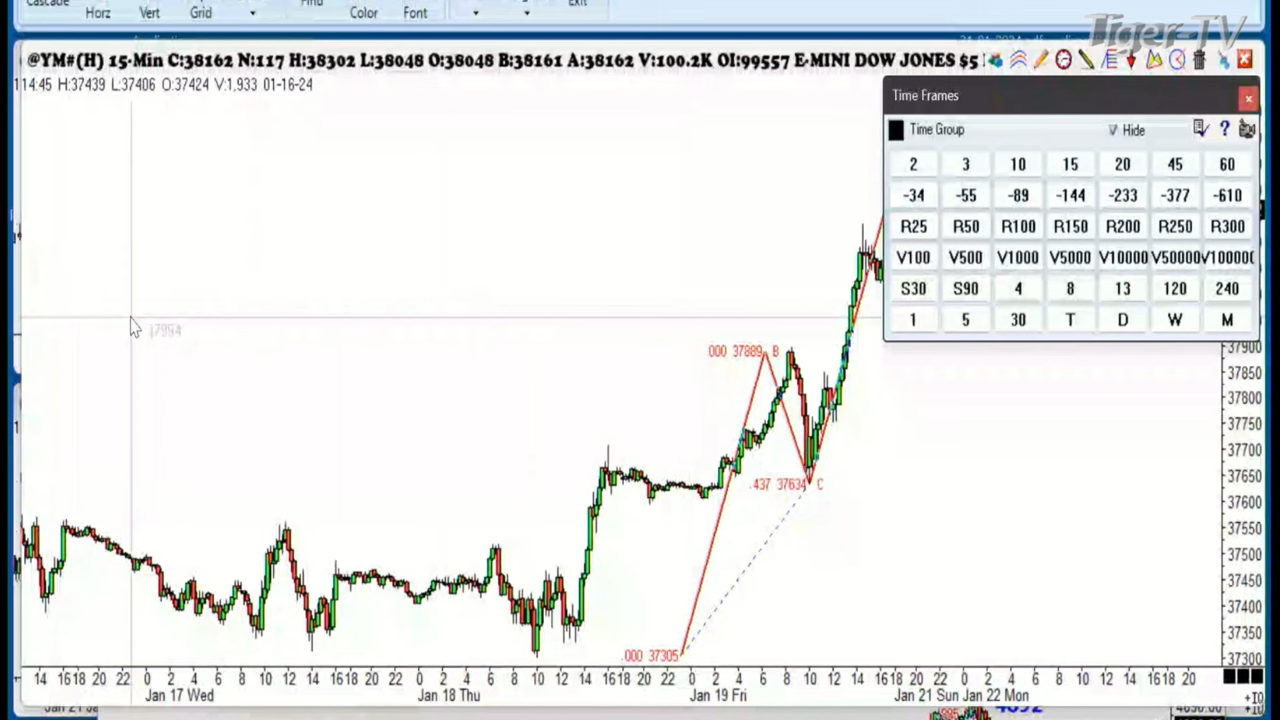 Cascade Horz Vert Grid Find Color Font Exit
Tiger-TV
@YM#(H) 15-Min C:38162 N:117 H:38302 L:38048 O:38048 B:38161 A:38162 V:100.2K OI:99557 E-MINI DOW JONES $5
114:45 H:37439 L:37406 O:37424 V:1,933 01-16-24
Time Frames
Time Group Hide ?
2 3 10 15 20 45 60
-34 -55 -89 -144 -233 -377 -610
R25 R50 R100 R150 R200 R250 R300
V100 V500 V1000 V5000 V10000 V50000 V100000
S30 S90 4 8 13 120 240
1 5 30 T D W M
37994
000 37889 B
.437 37634 C
.000 37305
37900
37850
37800
37750
37700
37650
37600
37550
37500
37450
37400
37350
37300
14 16 18 20 22 0 2 4 6 8 10 12 14 16 18 20 22 0 2 4 6 8 10 12 14 16 18 20 22 0 2 4 6 8 10 12 14 16 18 20 0 2 4 6 8 10 12 14 16 18 20
Jan 17 Wed Jan 18 Thu Jan 19 Fri Jan 21 Sun Jan 22 Mon
4892